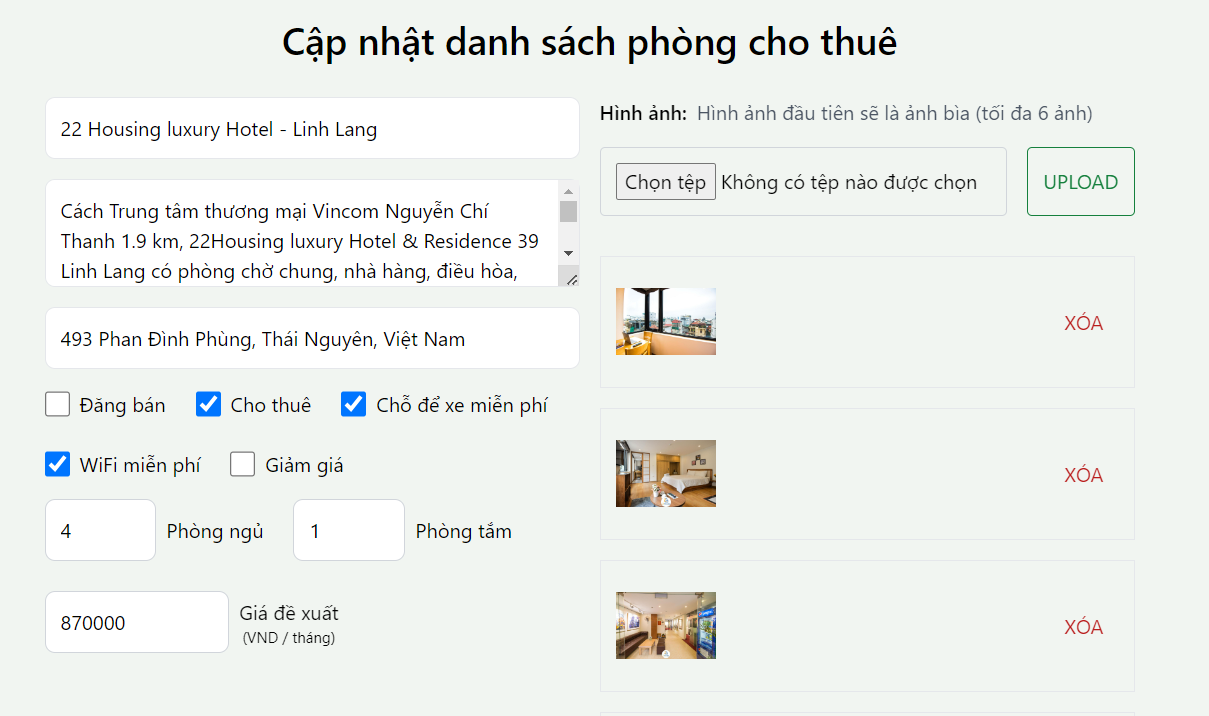 Cập nhật danh sách phòng cho thuê
22 Housing luxury Hotel - Linh Lang
Cách Trung tâm thương mại Vincom Nguyễn Chí
Thanh 1.9 km, 22Housing luxury Hotel & Residence 39
Linh Lang có phòng chờ chung, nhà hàng, điều hòa,
493 Phan Đình Phùng, Thái Nguyên, Việt Nam
Đăng bán Cho thuê Chỗ để xe miễn phí
WiFi miễn phí Giảm giá
4 Phòng ngủ 1 Phòng tắm
870000 Giá đề xuất
(VND / tháng)
Hình ảnh: Hình ảnh đầu tiên sẽ là ảnh bìa (tối đa 6 ảnh)
Chọn tệp Không có tệp nào được chọn UPLOAD
XÓA
XÓA
XÓA